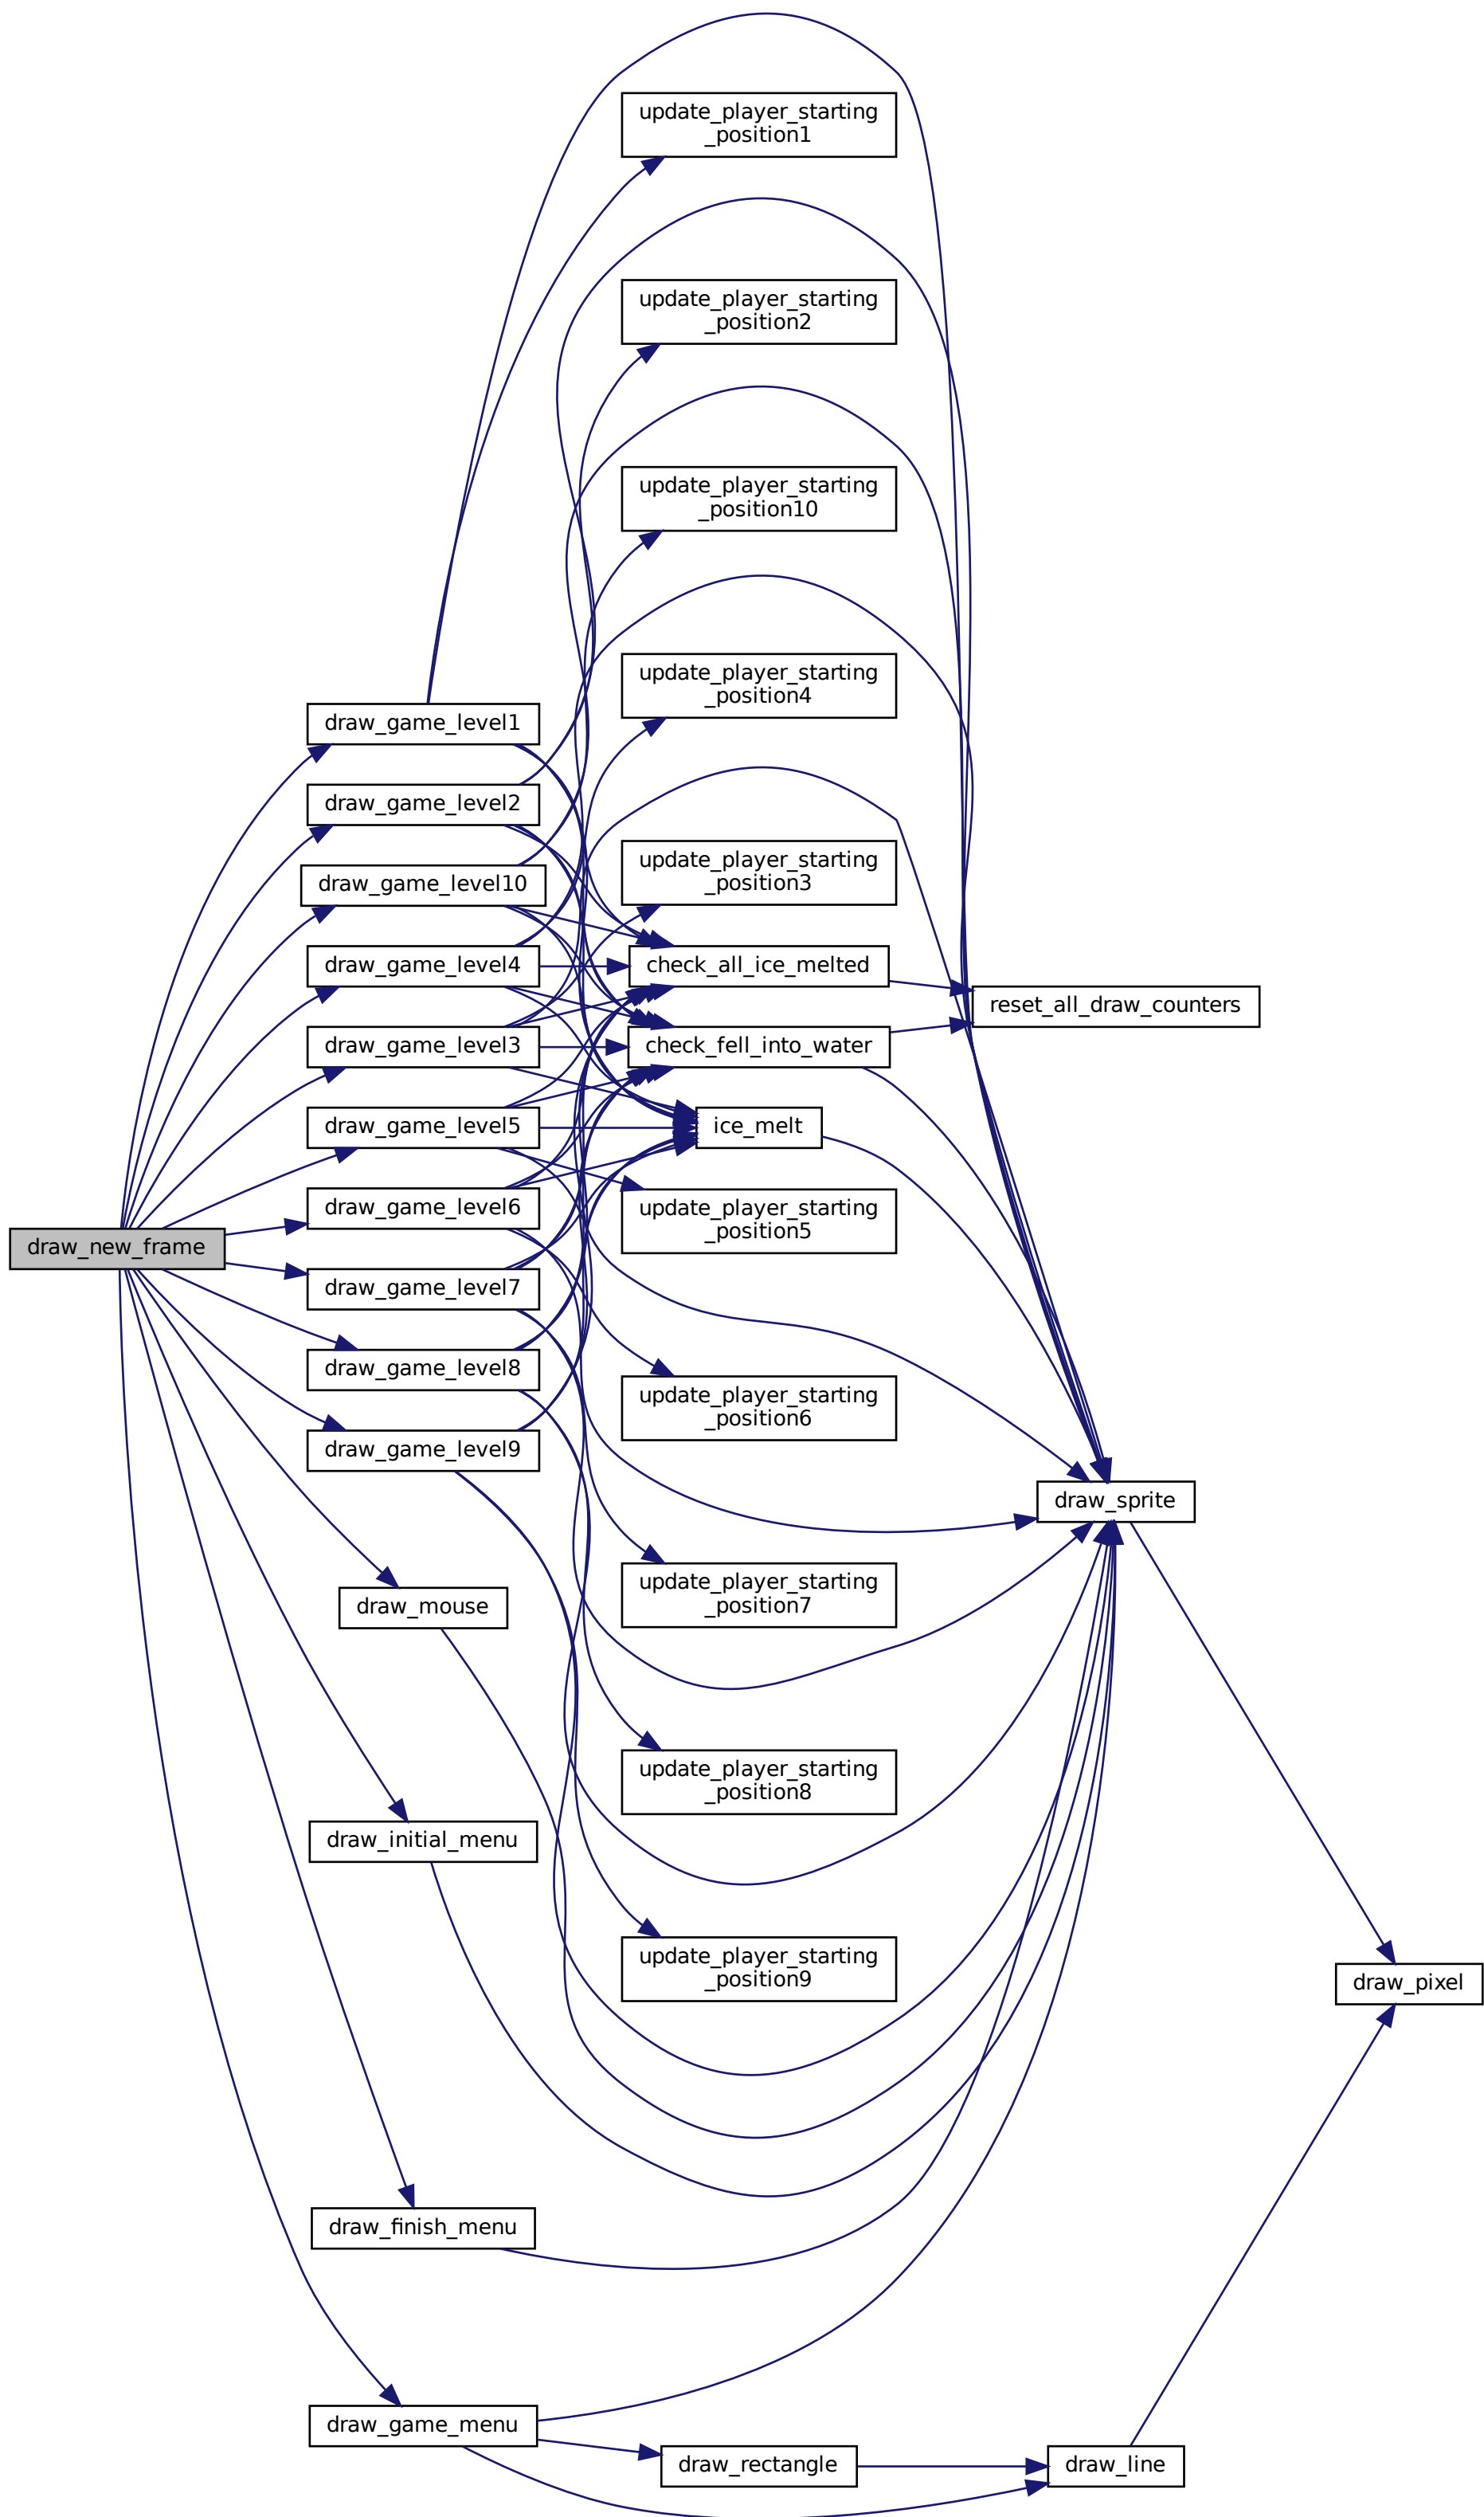 draw_new_frame
draw_game_level1
draw_game_level2
draw_game_level10
draw_game_level4
draw_game_level3
draw_game_level5
draw_game_level6
draw_game_level7
draw_game_level8
draw_game_level9
draw_mouse
draw_initial_menu
draw_finish_menu
draw_game_menu
update_player_starting
_position1
update_player_starting
_position2
update_player_starting
_position10
update_player_starting
_position4
update_player_starting
_position3
check_all_ice_melted
check_fell_into_water
ice_melt
update_player_starting
_position5
update_player_starting
_position6
update_player_starting
_position7
update_player_starting
_position8
update_player_starting
_position9
draw_rectangle
reset_all_draw_counters
draw_sprite
draw_line
draw_pixel